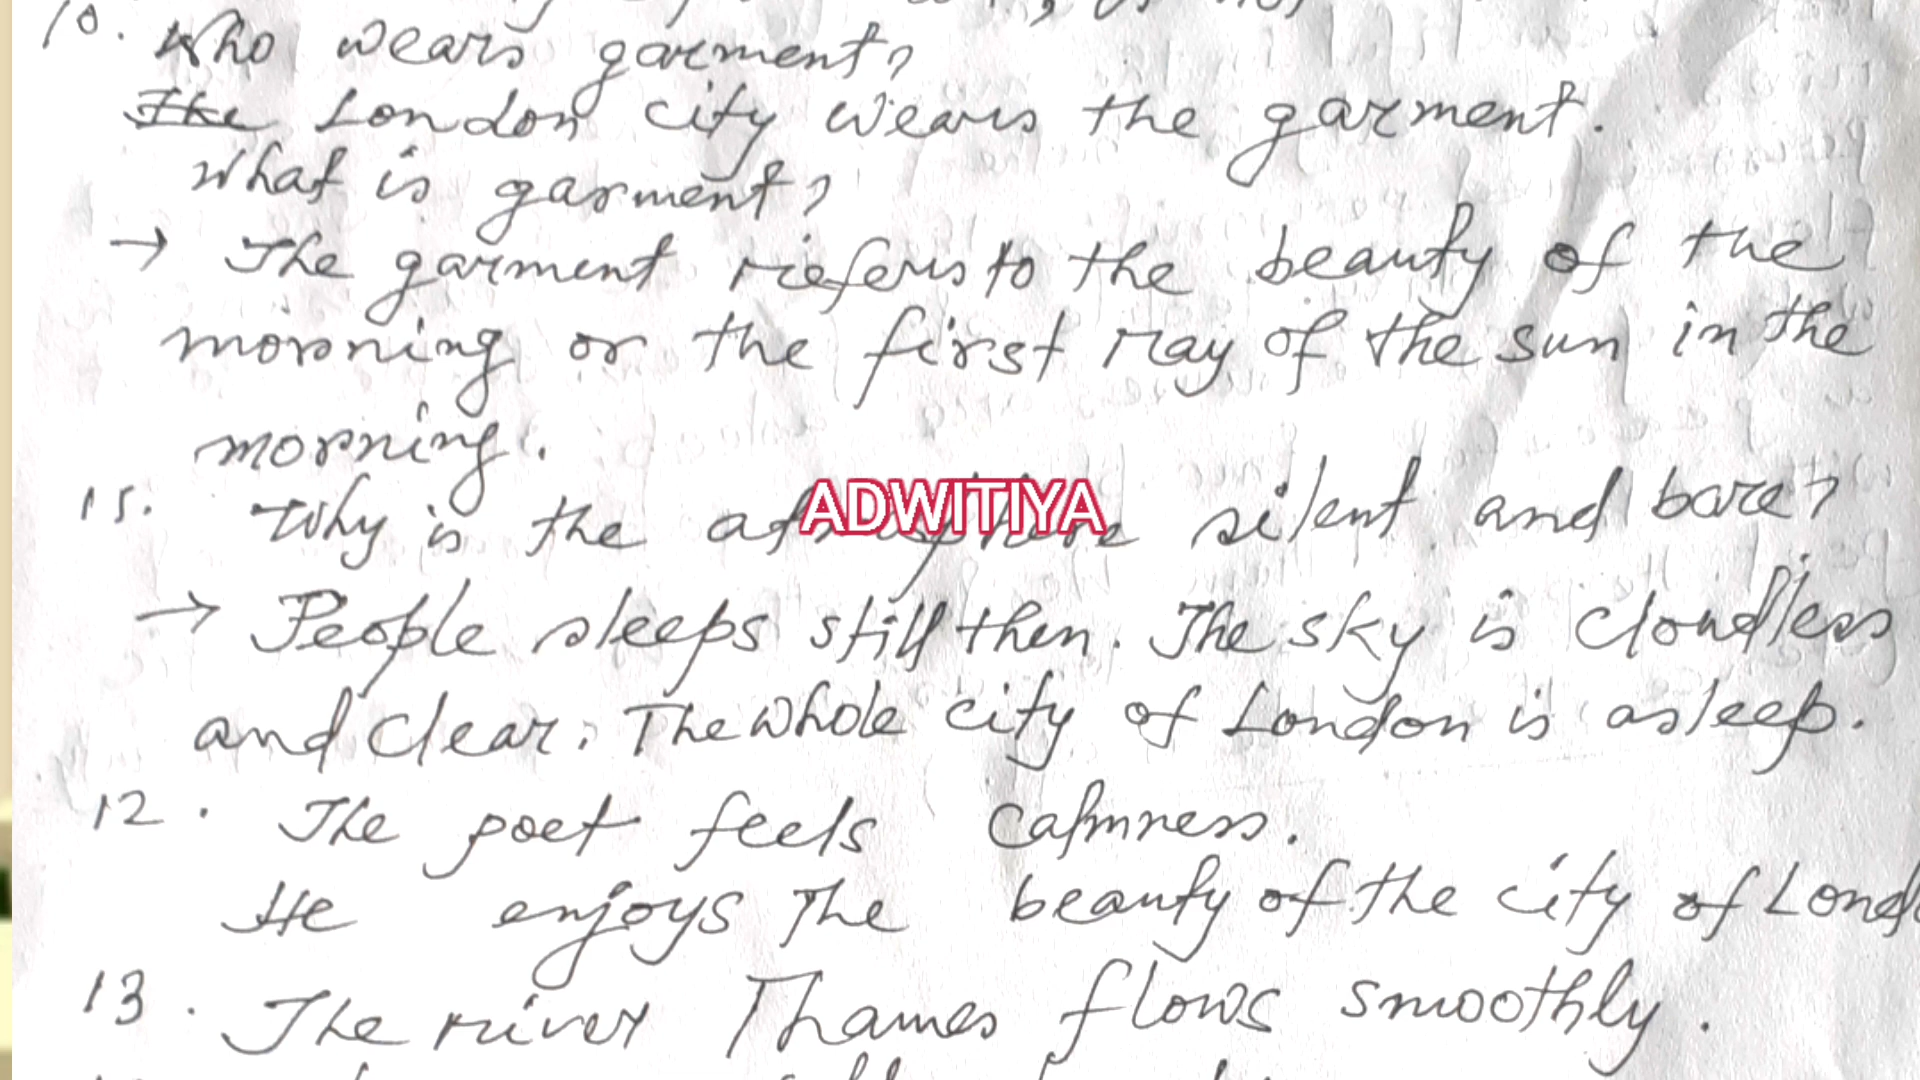 10. Who wears garment?
The London city wears the garment.
What is garment?
→ The garment refers to the beauty of the
morning or the first ray of the sun in the
morning.
11. Why is the atmosphere silent and bare?
ADWITIYA
→ People sleeps still then. The sky is cloudless
and clear. The whole city of London is asleep.
12. The poet feels calmness.
He enjoys the beauty of the city of Lond
13. The river Thames flows smoothly.